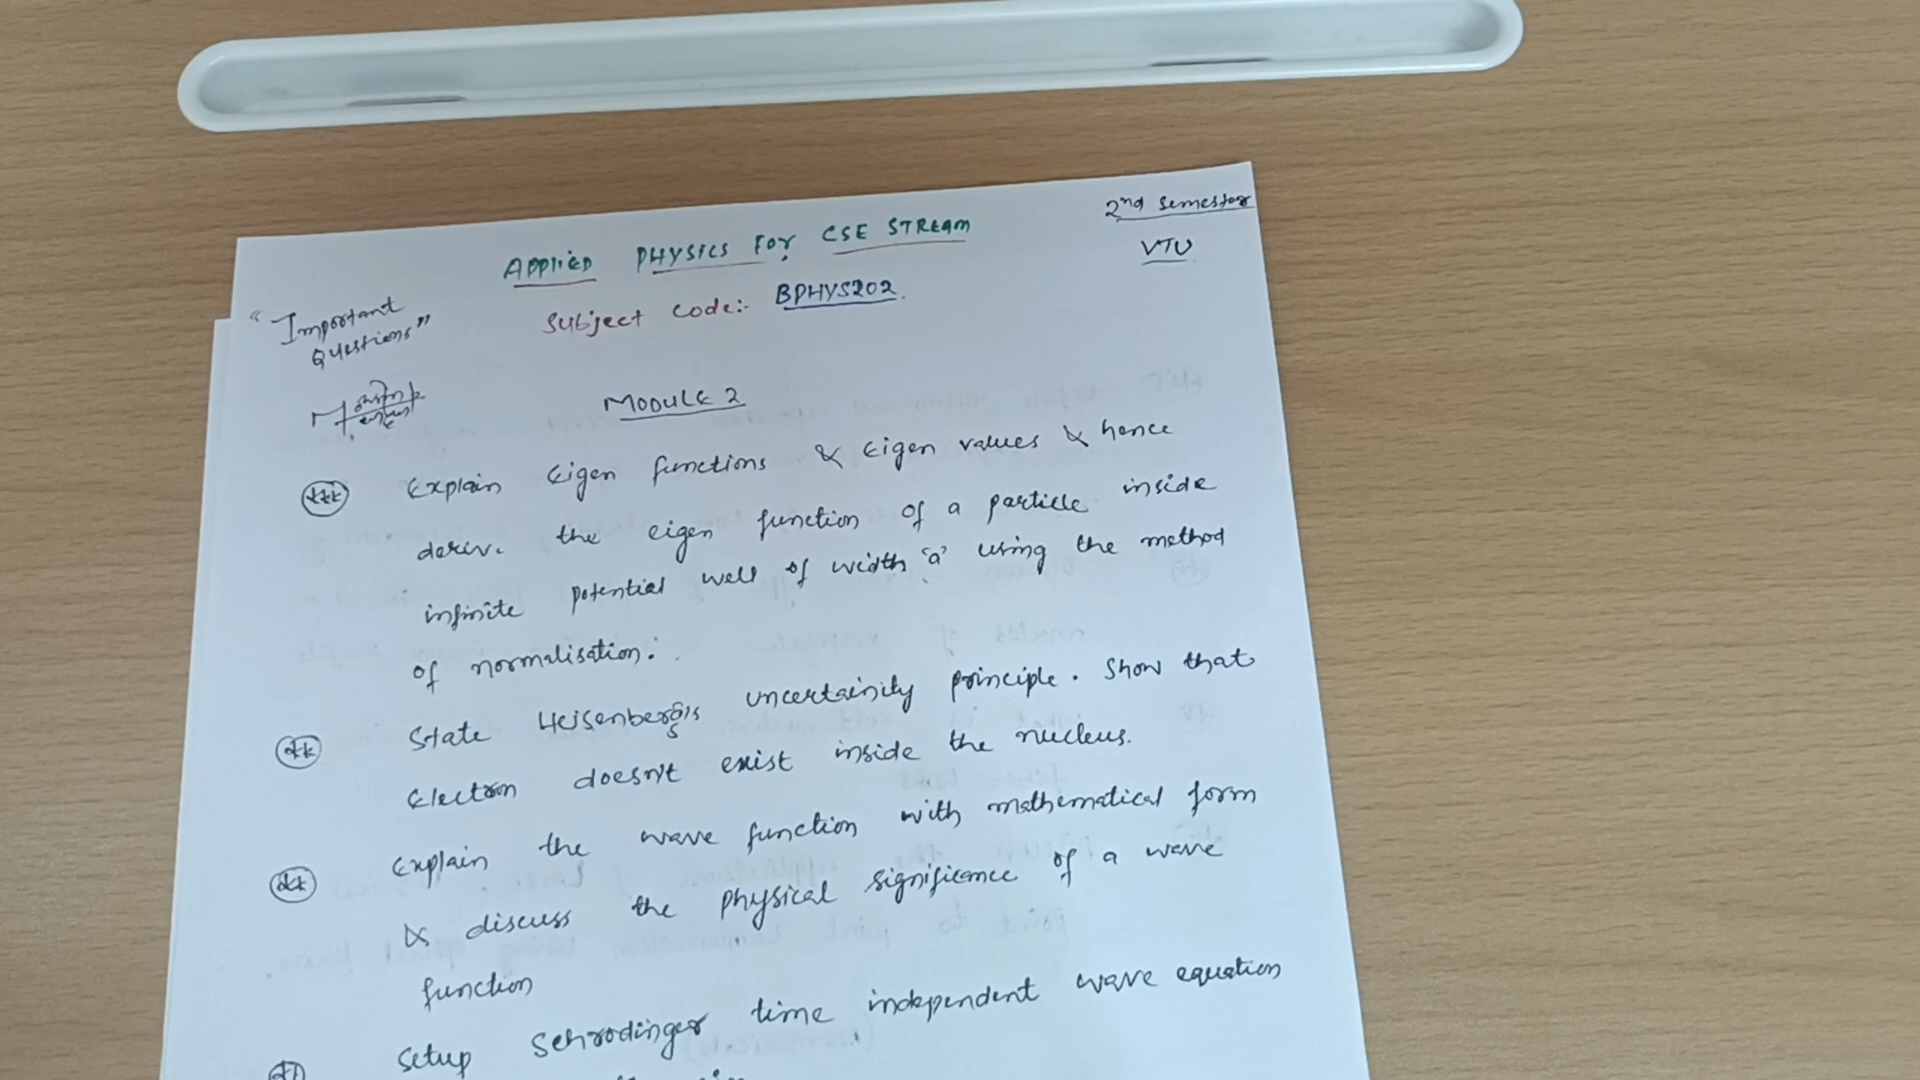 2nd semester
APPLIED PHYSICS FOR CSE STREAM
VTU
"Important Questions"
Subject Code:- BPHYS202.
MODULE 2
*** Explain Eigen functions & Eigen values & hence
derive the eigen function of a particle inside
infinite potential well of width 'a' using the method
of normalisation.
** State Heisenberg's uncertainity principle. Show that
Electron doesn't exist inside the nucleus.
** Explain the wave function with mathematical form
& discuss the physical significance of a wave
function
Setup Schrodinger time independent wave equation